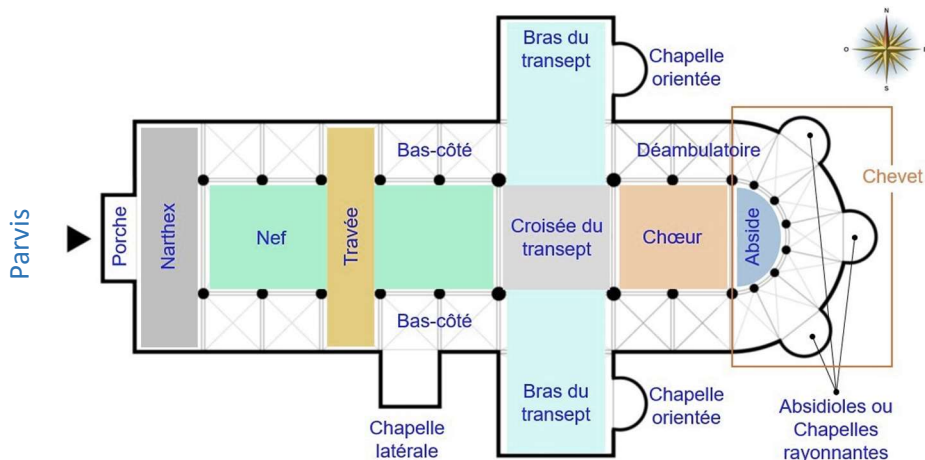 Bras du
transept
Chapelle
orientée
N
O
E
S
Bas-côté
Déambulatoire
Chevet
Parvis
Porche
Narthex
Nef
Travée
Croisée du
transept
Chœur
Abside
Bas-côté
Bras du
transept
Chapelle
orientée
Chapelle
latérale
Absidioles ou
Chapelles
rayonnantes